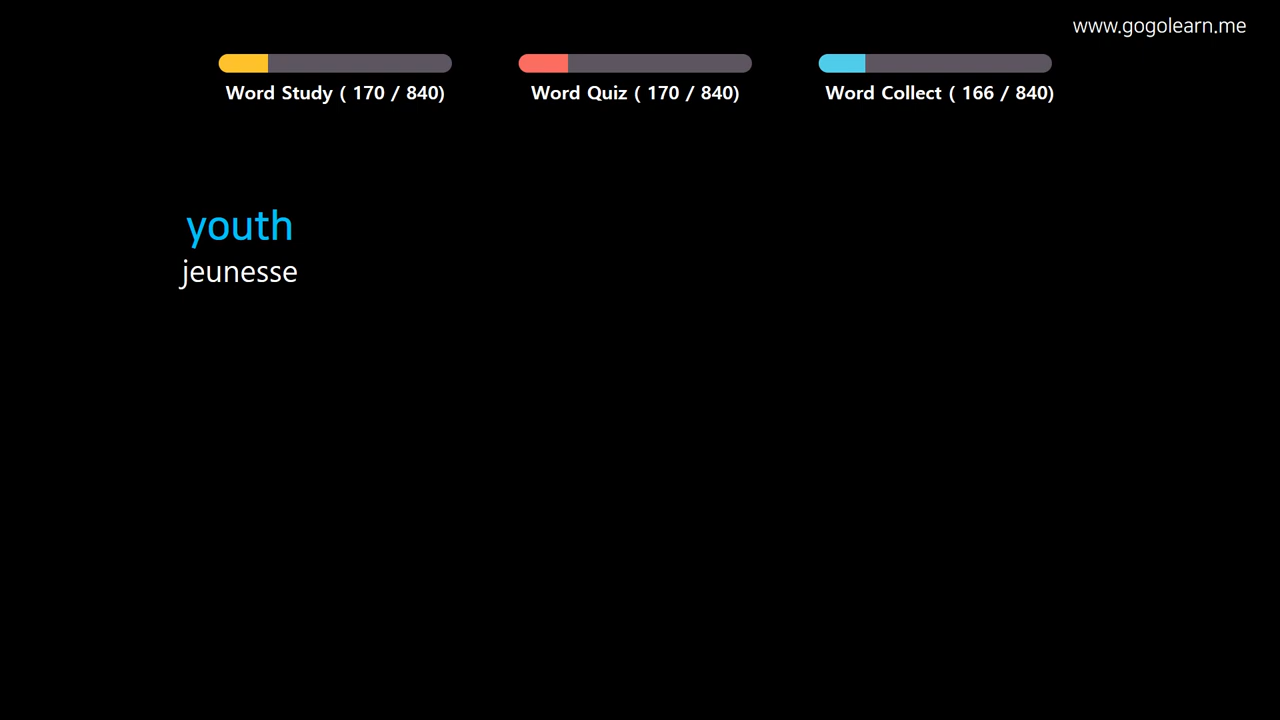 www.gogolearn.me
Word Study ( 170 / 840)
Word Quiz ( 170 / 840)
Word Collect ( 166 / 840)
youth
jeunesse